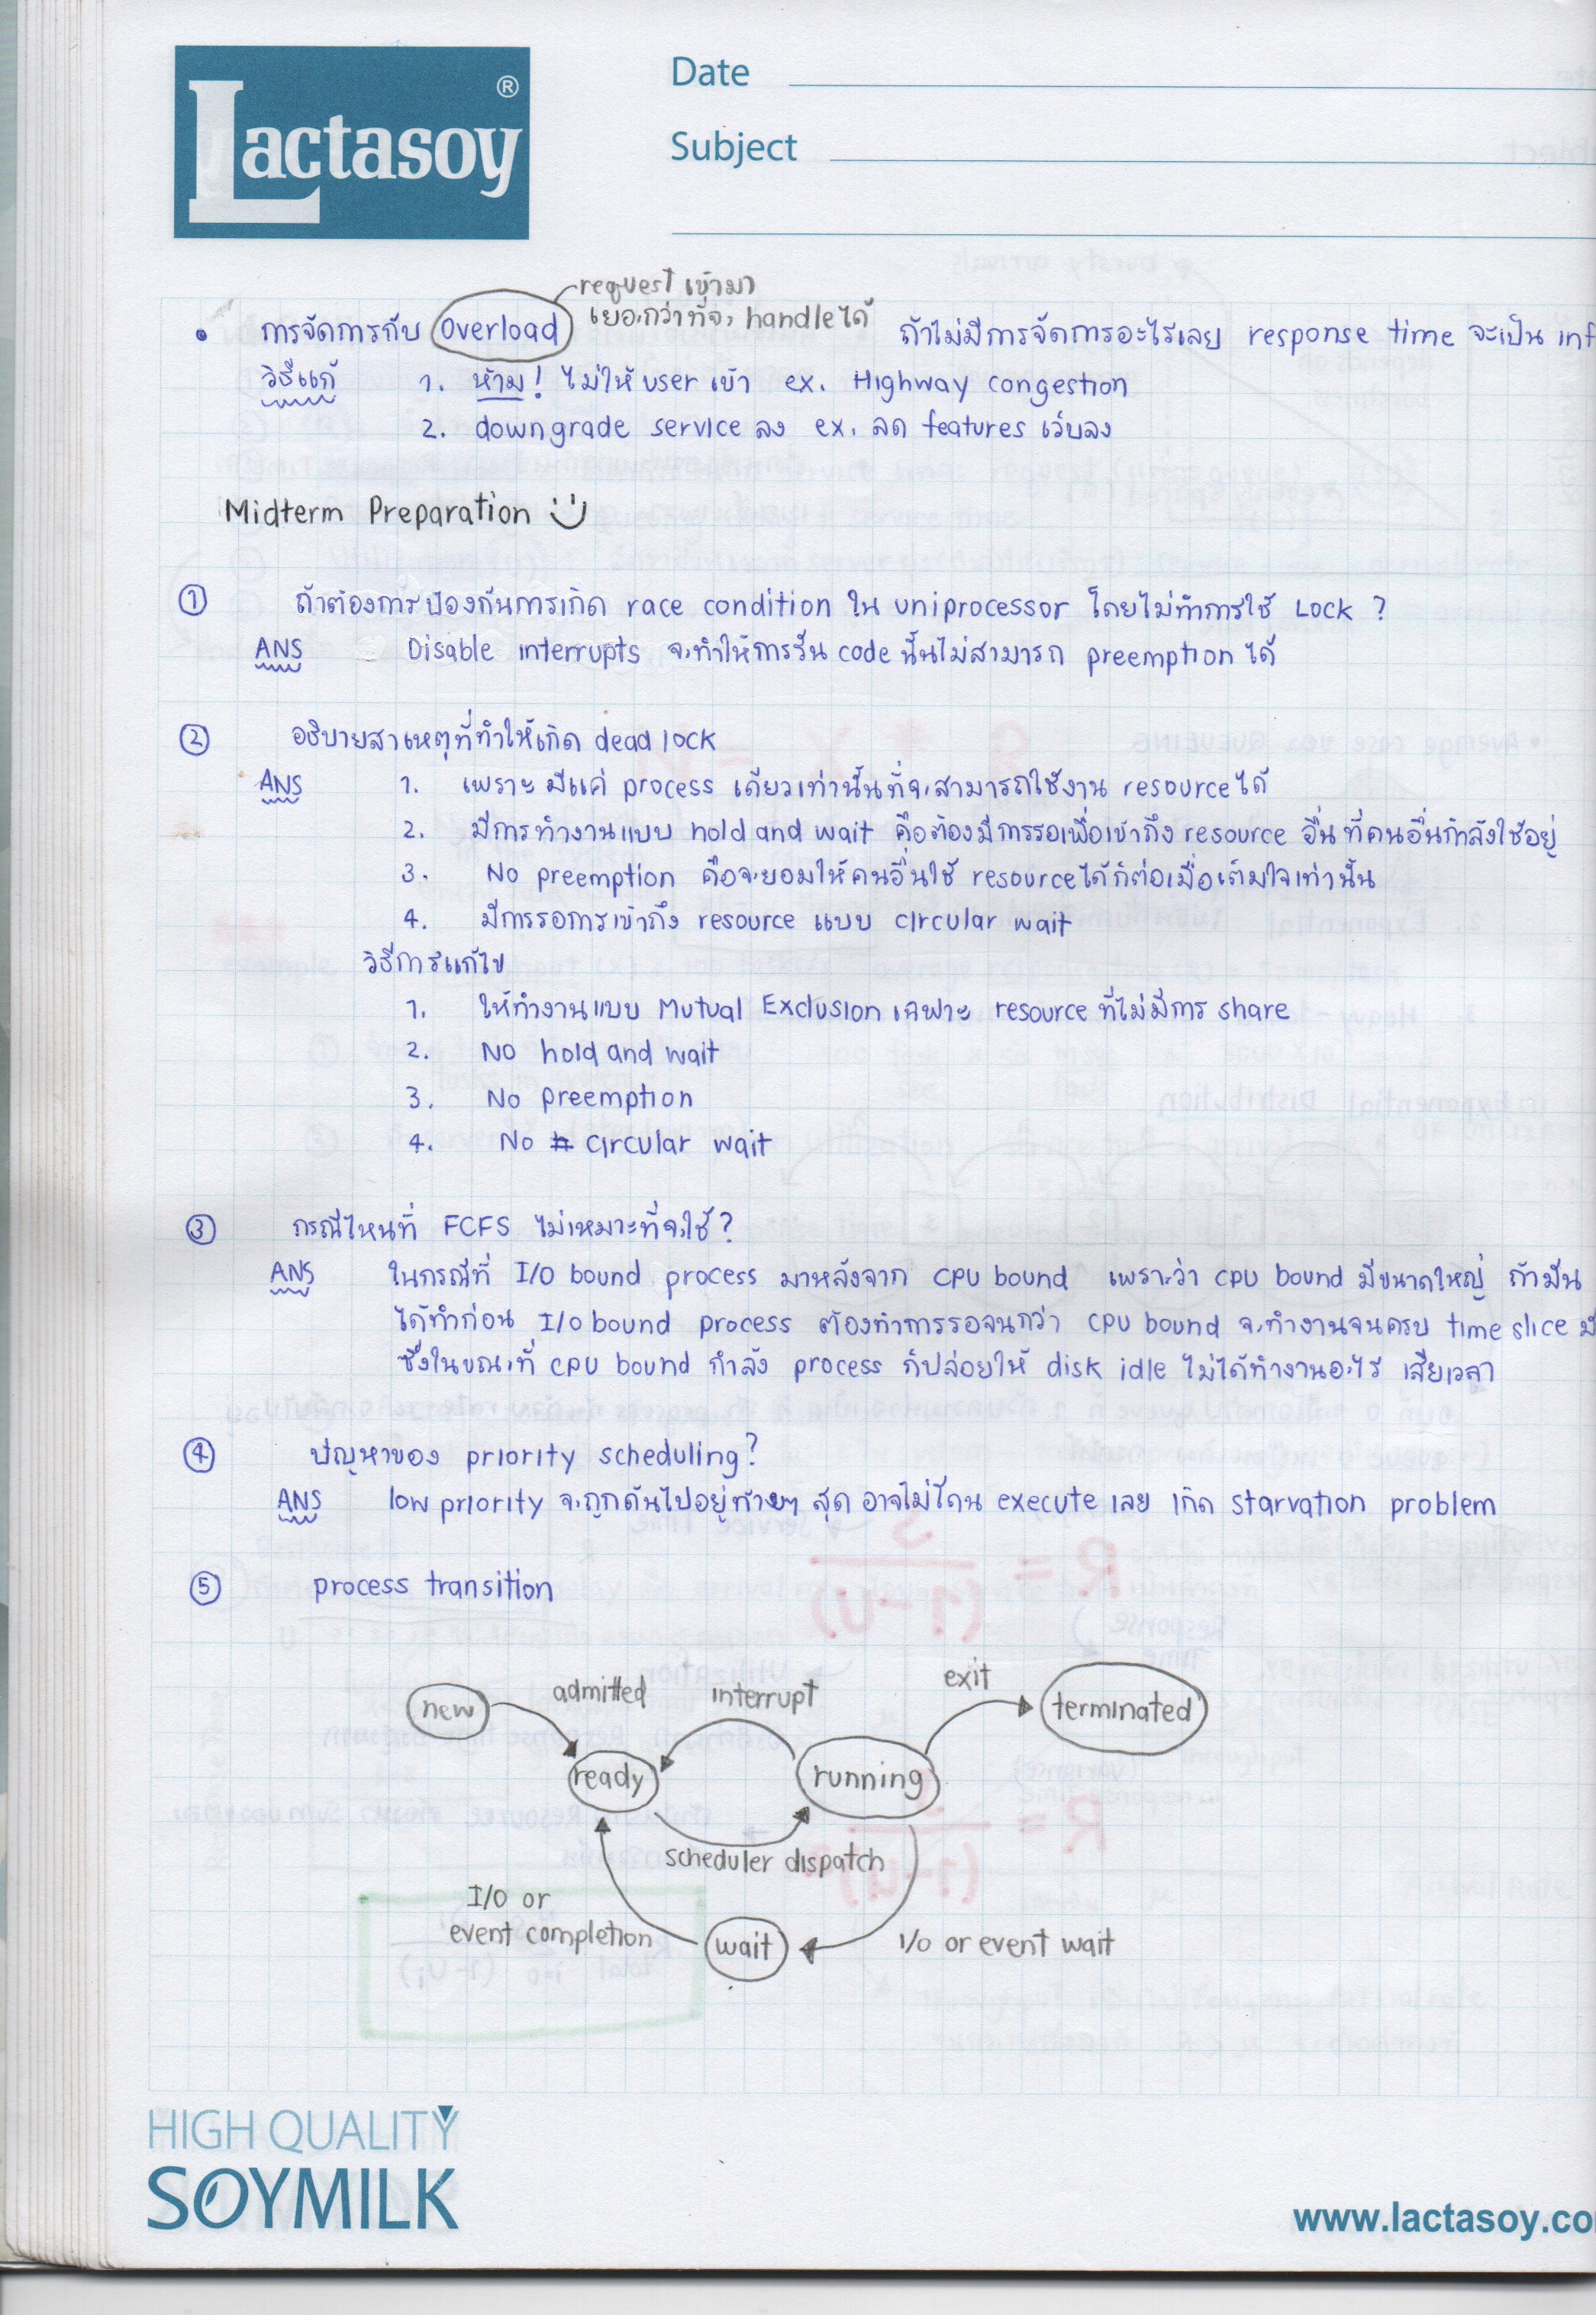 Lactasoy ®
Date
Subject
request เข้ามา
เยอะกว่าที่จะ handle ได้
• การจัดการกับ Overload ถ้าไม่มีการจัดการอะไรเลย response time จะเป็น inf
วิธีแก้ 1. ห้าม! ไม่ให้ user เข้า ex. Highway congestion
2. downgrade service ลง ex. ลด features เว็บลง
Midterm Preparation :)
① ถ้าต้องการป้องกันการเกิด race condition ใน uniprocessor โดยไม่ทำการใช้ Lock ?
ANS Disable interrupts จะทำให้การรัน code นั้นไม่สามารถ preemption ได้
② อธิบายสาเหตุที่ทำให้เกิด dead lock
ANS 1. เพราะ มีแค่ process เดียวเท่านั้นที่จะสามารถใช้งาน resource ได้
2. มีการทำงานแบบ hold and wait คือต้องมีการรอเพื่อเข้าถึง resource อื่นที่คนอื่นกำลังใช้อยู่
3. No preemption คือจะยอมให้คนอื่นใช้ resource ได้ก็ต่อเมื่อเต็มใจเท่านั้น
4. มีการรอการเข้าถึง resource แบบ circular wait
วิธีการแก้ไข
1. ให้ทำงานแบบ Mutual Exclusion เฉพาะ resource ที่ไม่มีการ share
2. No hold and wait
3. No preemption
4. No circular wait
③ กรณีไหนที่ FCFS ไม่เหมาะที่จะใช้ ?
ANS ในกรณีที่ I/O bound process มาหลังจาก CPU bound เพราะว่า CPU bound มีขนาดใหญ่ ถ้ามัน
ได้ทำก่อน I/O bound process ต้องทำการรอจนกว่า CPU bound จะทำงานจนครบ time slice
ซึ่งในขณะที่ CPU bound กำลัง process ก็ปล่อยให้ disk idle ไม่ได้ทำงานอะไร เสียเวลา
④ ปัญหาของ priority scheduling ?
ANS low priority จะถูกดันไปอยู่ท้ายๆ สุด อาจไม่โดน execute เลย เกิด starvation problem
⑤ process transition
new admitted interrupt exit terminated
ready running
scheduler dispatch
I/O or
event completion wait I/O or event wait
HIGH QUALITY
SOYMILK
www.lactasoy.co